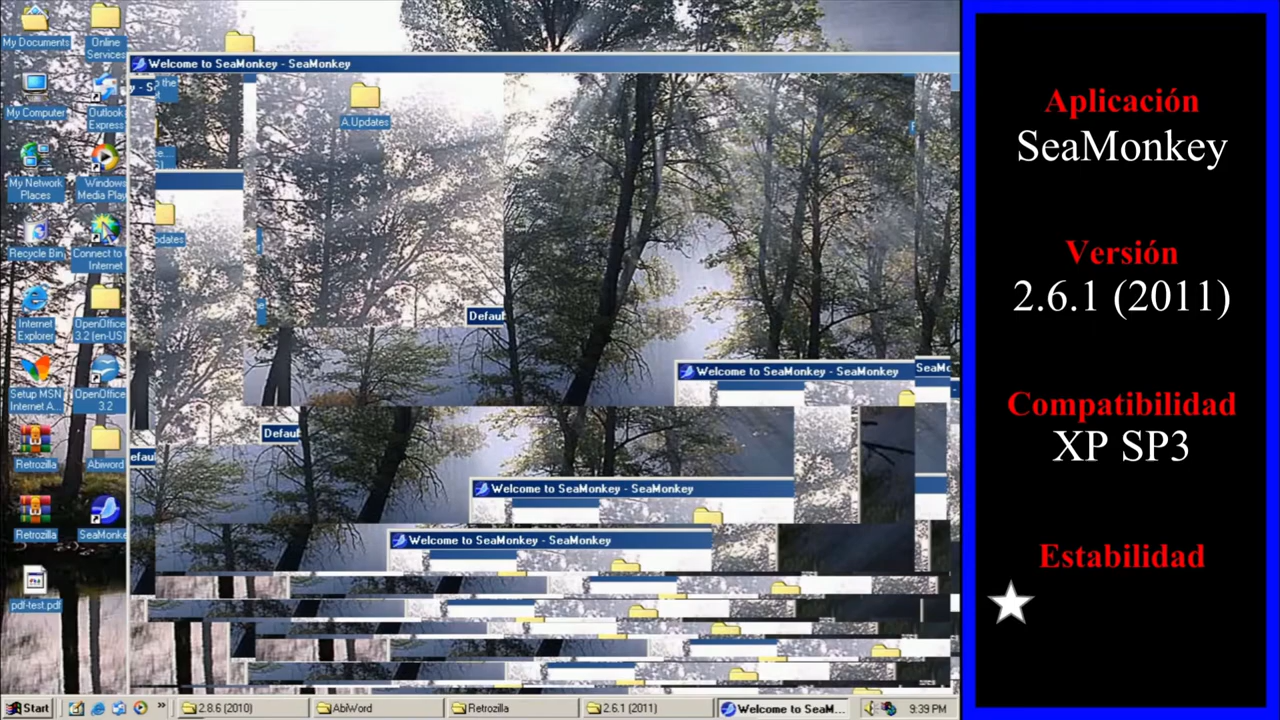 My Documents
Online
Services
Welcome to SeaMonkey - SeaMonkey
My Computer
Outlook
Express
A.Updates
My Network
Places
Windows
Media Play
Recycle Bin
Connect to
Internet
Internet
Explorer
OpenOffice
3.2 (en-US)
Defaul
Setup MSN
Internet A...
OpenOffice
3.2
Welcome to SeaMonkey - SeaMonkey
SeaMo
Retrozilla
Abiword
Defaul
efaul
Welcome to SeaMonkey - SeaMonkey
Retrozilla
SeaMonke
Welcome to SeaMonkey - SeaMonkey
pdf-test.pdf
Start
2.8.6 (2010)
AbiWord
Retrozilla
2.6.1 (2011)
Welcome to SeaM...
9:39 PM
Aplicación
SeaMonkey
Versión
2.6.1 (2011)
Compatibilidad
XP SP3
Estabilidad